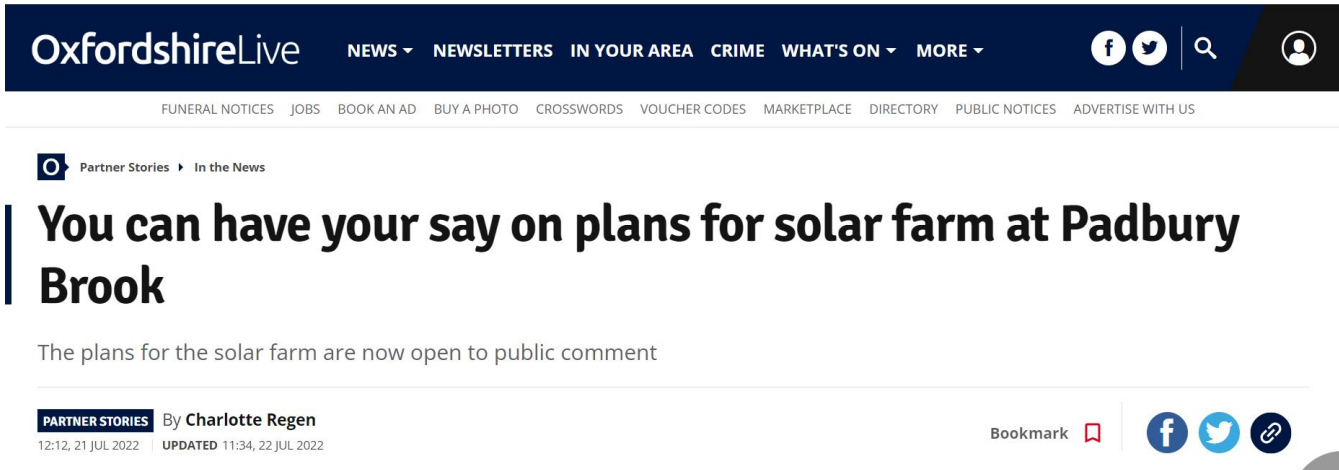 OxfordshireLive NEWS NEWSLETTERS IN YOUR AREA CRIME WHAT'S ON MORE
FUNERAL NOTICES JOBS BOOK AN AD BUY A PHOTO CROSSWORDS VOUCHER CODES MARKETPLACE DIRECTORY PUBLIC NOTICES ADVERTISE WITH US
O Partner Stories In the News
You can have your say on plans for solar farm at Padbury
Brook
The plans for the solar farm are now open to public comment
PARTNER STORIES By Charlotte Regen
12:12, 21 JUL 2022 UPDATED 11:34, 22 JUL 2022
Bookmark